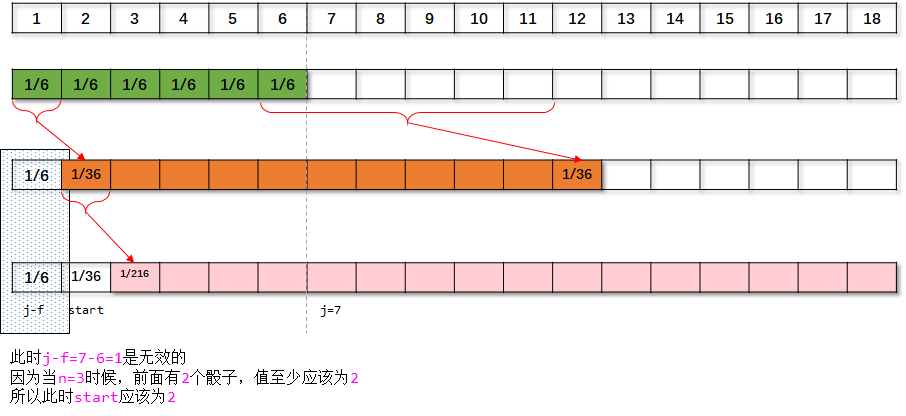 1 2 3 4 5 6 7 8 9 10 11 12 13 14 15 16 17 18
1/6 1/6 1/6 1/6 1/6 1/6
1/6 1/36 1/36
1/6 1/36 1/216
j-f start j=7
此时j-f=7-6=1是无效的
因为当n=3时候，前面有2个骰子，值至少应该为2
所以此时start应该为2